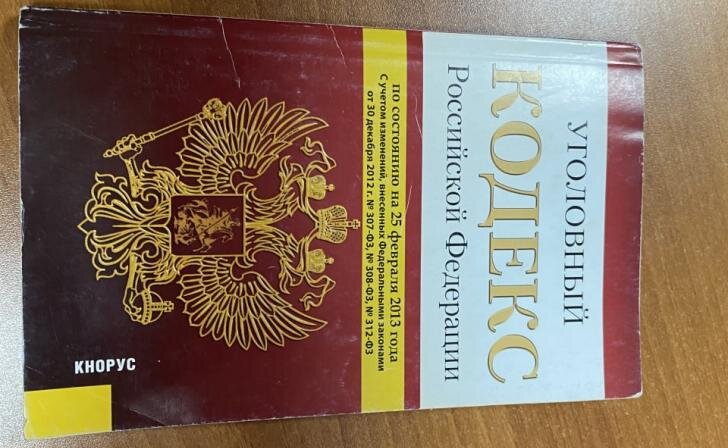 УГОЛОВНЫЙ
КОДЕКС
Российской Федерации
по состоянию на 25 февраля 2013 года
С учетом изменений, внесенных Федеральными законами
от 30 декабря 2012 г. № 307-ФЗ, № 308-ФЗ, № 312-ФЗ
КНОРУС